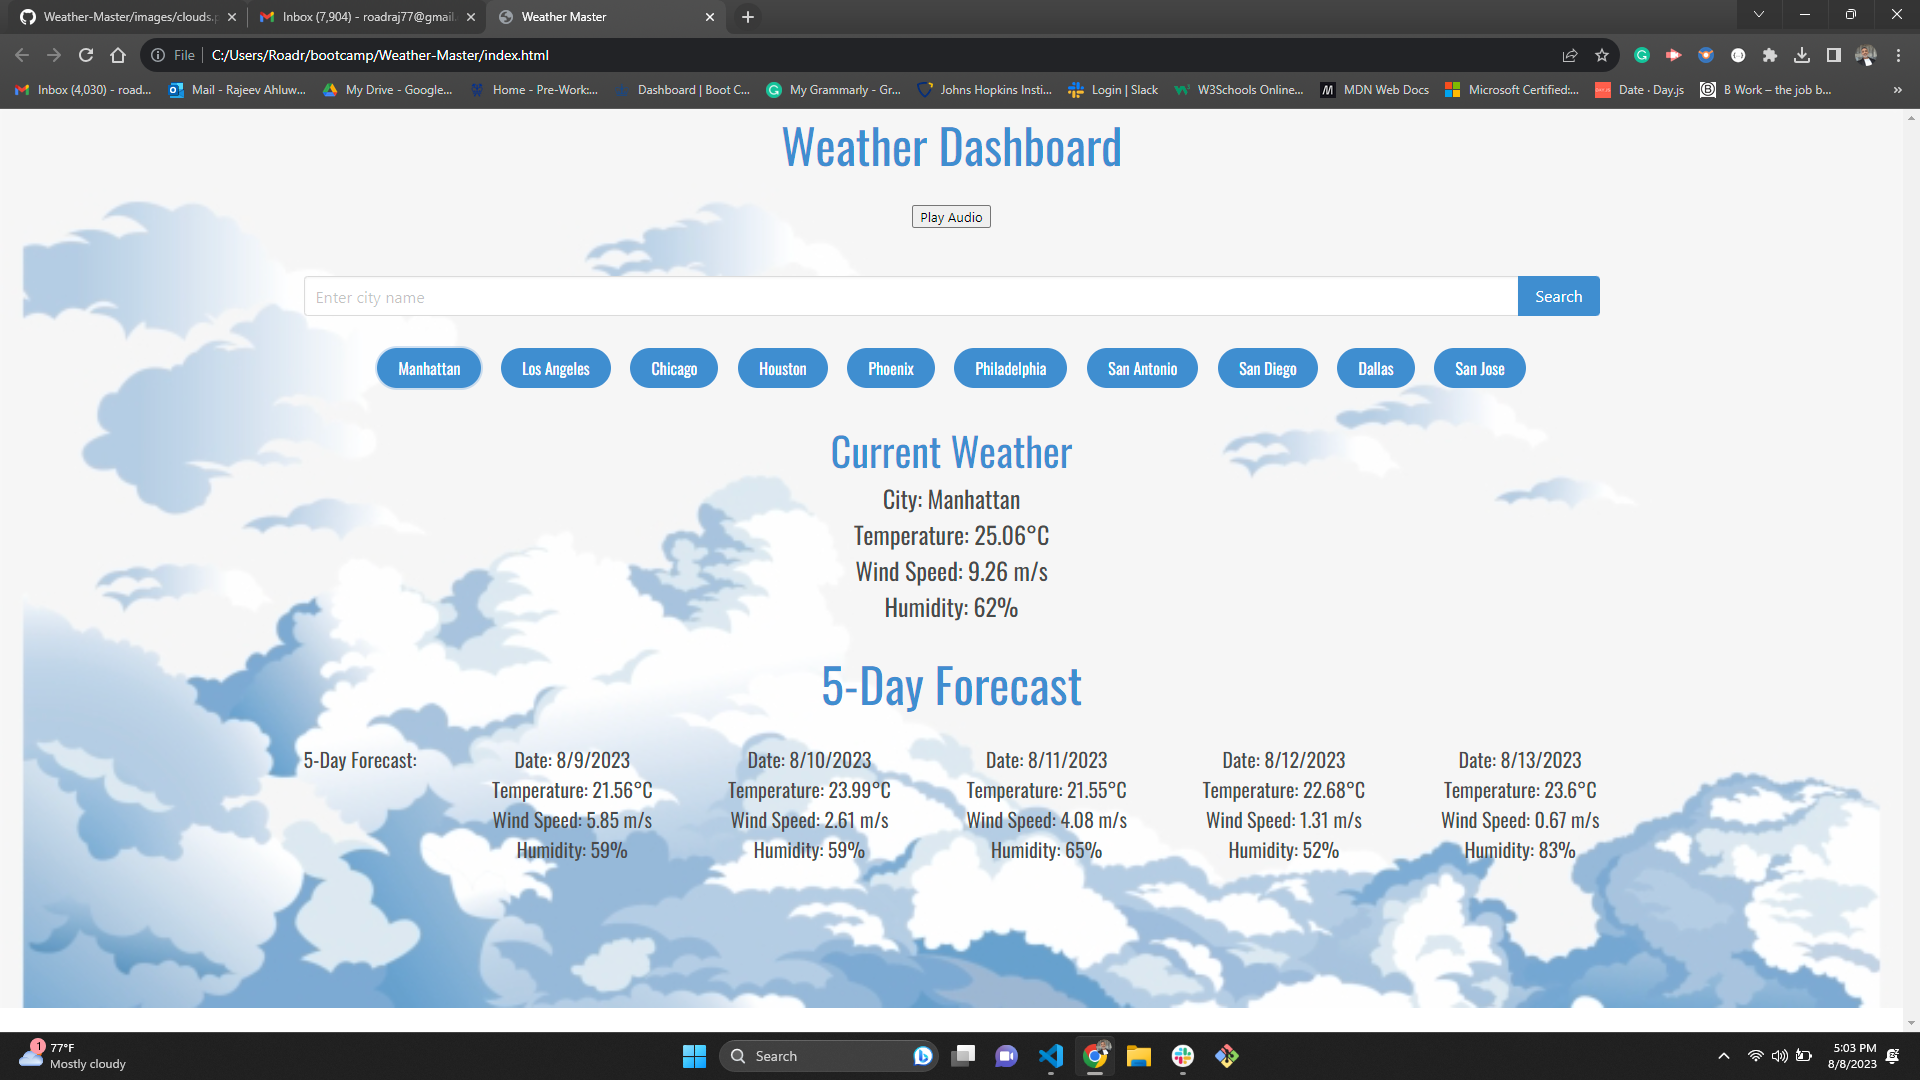 Weather-Master/images/clouds.p
Inbox (7,904) - roadraj77@gmail.
Weather Master
File
C:/Users/Roadr/bootcamp/Weather-Master/index.html
Inbox (4,030) - road...
Mail - Rajeev Ahluw...
My Drive - Google...
Home - Pre-Work:...
Dashboard | Boot C...
My Grammarly - Gr...
Johns Hopkins Insti...
Login | Slack
W3Schools Online...
MDN Web Docs
Microsoft Certified:...
Date · Day.js
B Work – the job b...
»
Weather Dashboard
Play Audio
Enter city name
Search
Manhattan
Los Angeles
Chicago
Houston
Phoenix
Philadelphia
San Antonio
San Diego
Dallas
San Jose
Current Weather
City: Manhattan
Temperature: 25.06°C
Wind Speed: 9.26 m/s
Humidity: 62%
5-Day Forecast
5-Day Forecast:
Date: 8/9/2023
Temperature: 21.56°C
Wind Speed: 5.85 m/s
Humidity: 59%
Date: 8/10/2023
Temperature: 23.99°C
Wind Speed: 2.61 m/s
Humidity: 59%
Date: 8/11/2023
Temperature: 21.55°C
Wind Speed: 4.08 m/s
Humidity: 65%
Date: 8/12/2023
Temperature: 22.68°C
Wind Speed: 1.31 m/s
Humidity: 52%
Date: 8/13/2023
Temperature: 23.6°C
Wind Speed: 0.67 m/s
Humidity: 83%
1
77°F
Mostly cloudy
Search
5:03 PM
8/8/2023